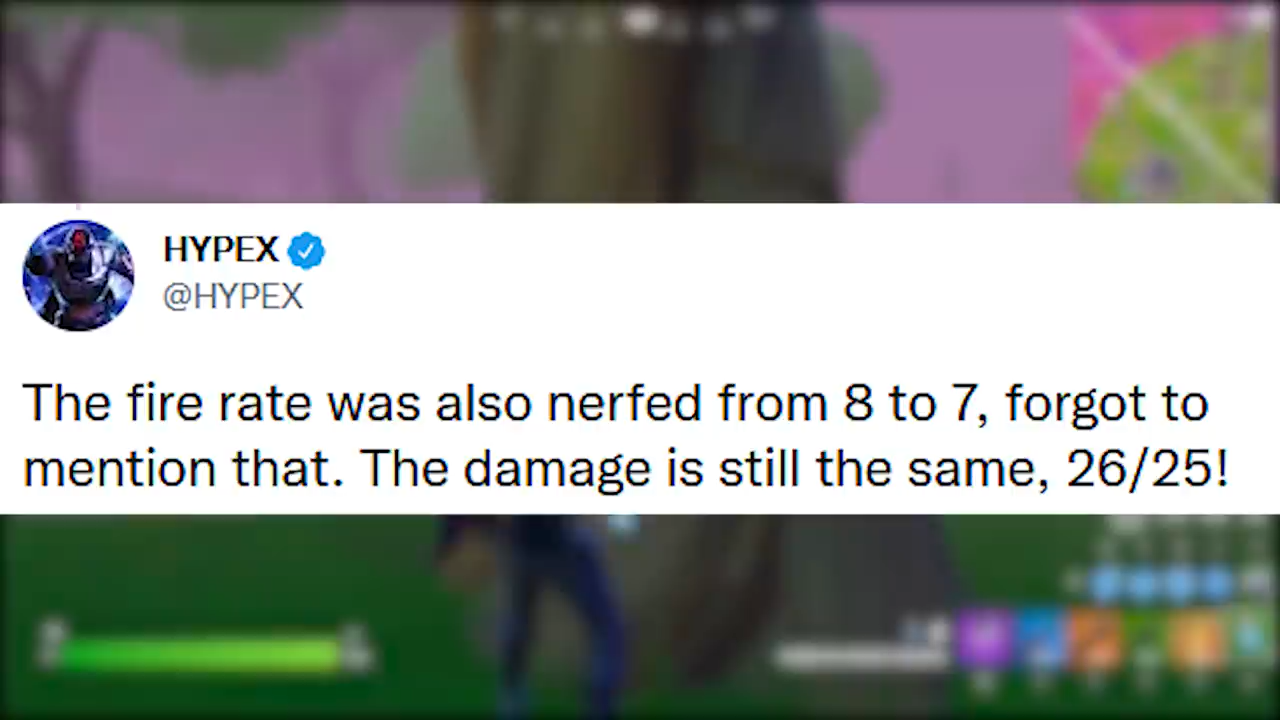 HYPEX
@HYPEX
The fire rate was also nerfed from 8 to 7, forgot to
mention that. The damage is still the same, 26/25!